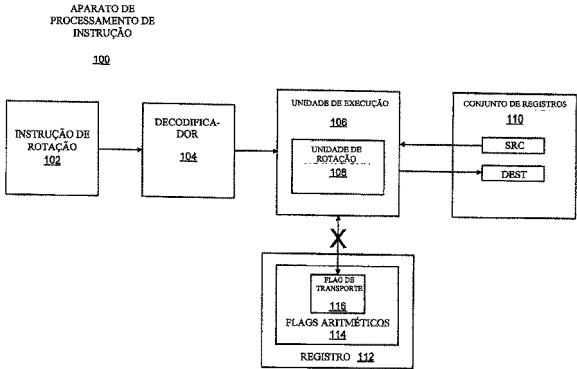 APARATO DE
PROCESSAMENTO DE
INSTRUÇÃO
100
INSTRUÇÃO DE
ROTAÇÃO
102
DECODIFICA-
DOR
104
UNIDADE DE EXECUÇÃO
106
UNIDADE DE
ROTAÇÃO
108
CONJUNTO DE REGISTROS
110
SRC
DEST
X
FLAG DE
TRANSPORTE
116
FLAGS ARITMÉTICOS
114
REGISTRO 112